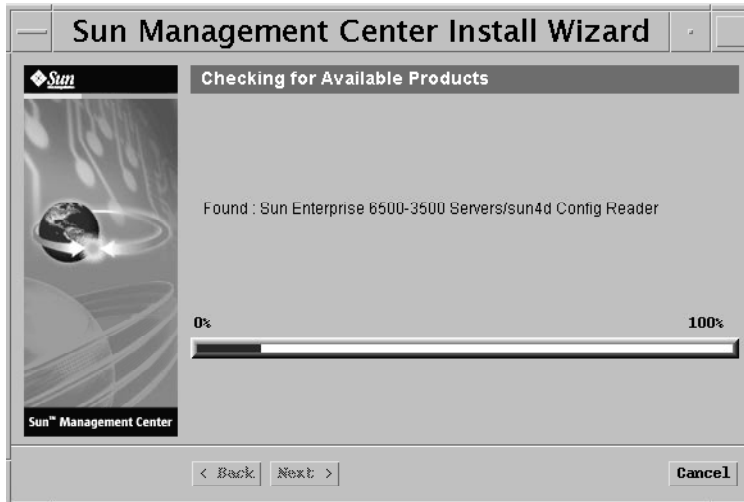 Sun Management Center Install Wizard
Sun
Checking for Available Products
Found : Sun Enterprise 6500-3500 Servers/sun4d Config Reader
0% 100%
Sun™ Management Center
< Back Next > Cancel